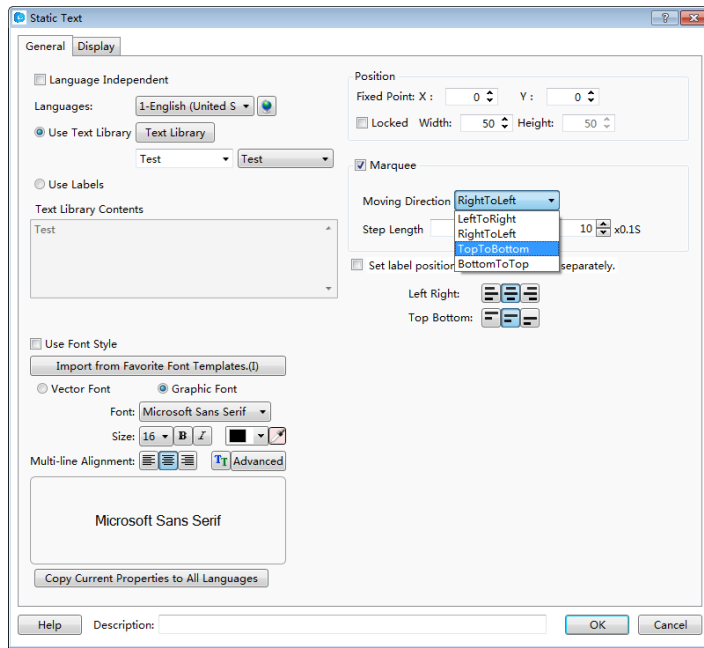 Static Text
General Display
Language Independent
Languages: 1-English (United S
Use Text Library Text Library
Test Test
Use Labels
Text Library Contents
Test
Use Font Style
Import from Favorite Font Templates.(I)
Vector Font Graphic Font
Font: Microsoft Sans Serif
Size: 16 B I
Multi-line Alignment: TT Advanced
Microsoft Sans Serif
Copy Current Properties to All Languages
Position
Fixed Point: X : 0 Y : 0
Locked Width: 50 Height: 50
Marquee
Moving Direction RightToLeft
LeftToRight
RightToLeft
TopToBottom
BottomToTop
Step Length 10 x0.1S
Set label position separately.
Left Right:
Top Bottom:
Help Description: OK Cancel